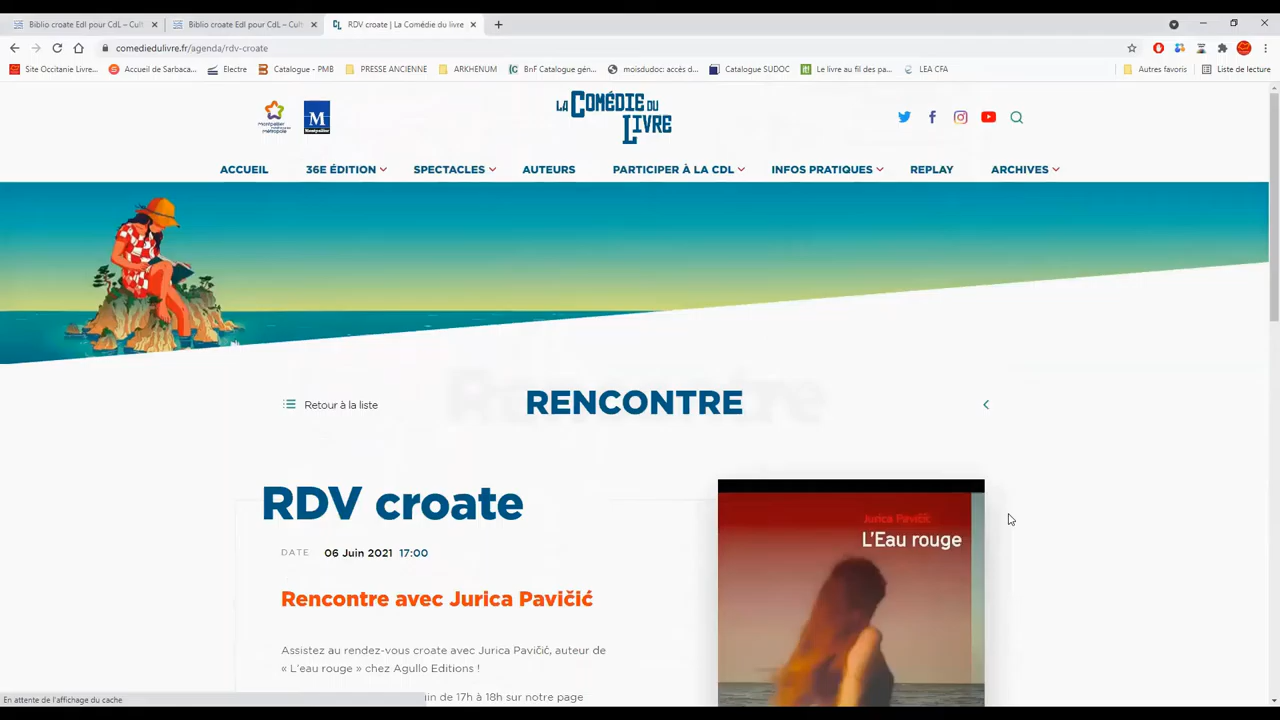 Biblio croate EdI pour CdL – Cult
Biblio croate EdI pour CdL – Cult
RDV croate | La Comédie du livre
comediedulivre.fr/agenda/rdv-croate
Site Occitanie Livre...
Accueil de Sarbaca...
Electre
Catalogue - PMB
PRESSE ANCIENNE
ARKHENUM
BnF Catalogue gén...
moisdudoc: accès d...
Catalogue SUDOC
Le livre au fil des pa...
LEA CFA
Autres favoris
Liste de lecture
montpellier
M
Montpellier
LA COMÉDIE DU
LIVRE
ACCUEIL
36E ÉDITION
SPECTACLES
AUTEURS
PARTICIPER À LA CDL
INFOS PRATIQUES
REPLAY
ARCHIVES
Retour à la liste
RENCONTRE
RDV croate
DATE 06 Juin 2021 17:00
Rencontre avec Jurica Pavičić
Assistez au rendez-vous croate avec Jurica Pavičić, auteur de
« L'eau rouge » chez Agullo Editions !
uin de 17h à 18h sur notre page
Jurica Pavičić
L'Eau rouge
En attente de l'affichage du cache